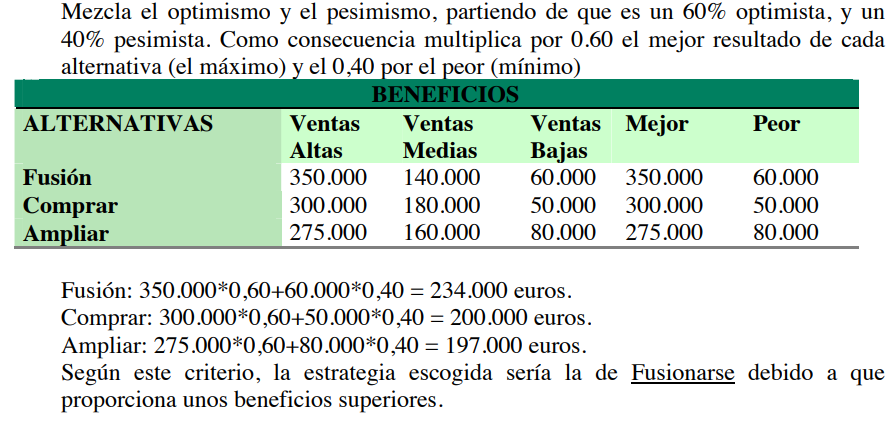 Mezcla el optimismo y el pesimismo, partiendo de que es un 60% optimista, y un
40% pesimista. Como consecuencia multiplica por 0.60 el mejor resultado de cada
alternativa (el máximo) y el 0,40 por el peor (mínimo)
BENEFICIOS
ALTERNATIVAS Ventas Altas Ventas Medias Ventas Bajas Mejor Peor
Fusión 350.000 140.000 60.000 350.000 60.000
Comprar 300.000 180.000 50.000 300.000 50.000
Ampliar 275.000 160.000 80.000 275.000 80.000
Fusión: 350.000*0,60+60.000*0,40 = 234.000 euros.
Comprar: 300.000*0,60+50.000*0,40 = 200.000 euros.
Ampliar: 275.000*0,60+80.000*0,40 = 197.000 euros.
Según este criterio, la estrategia escogida sería la de Fusionarse debido a que
proporciona unos beneficios superiores.